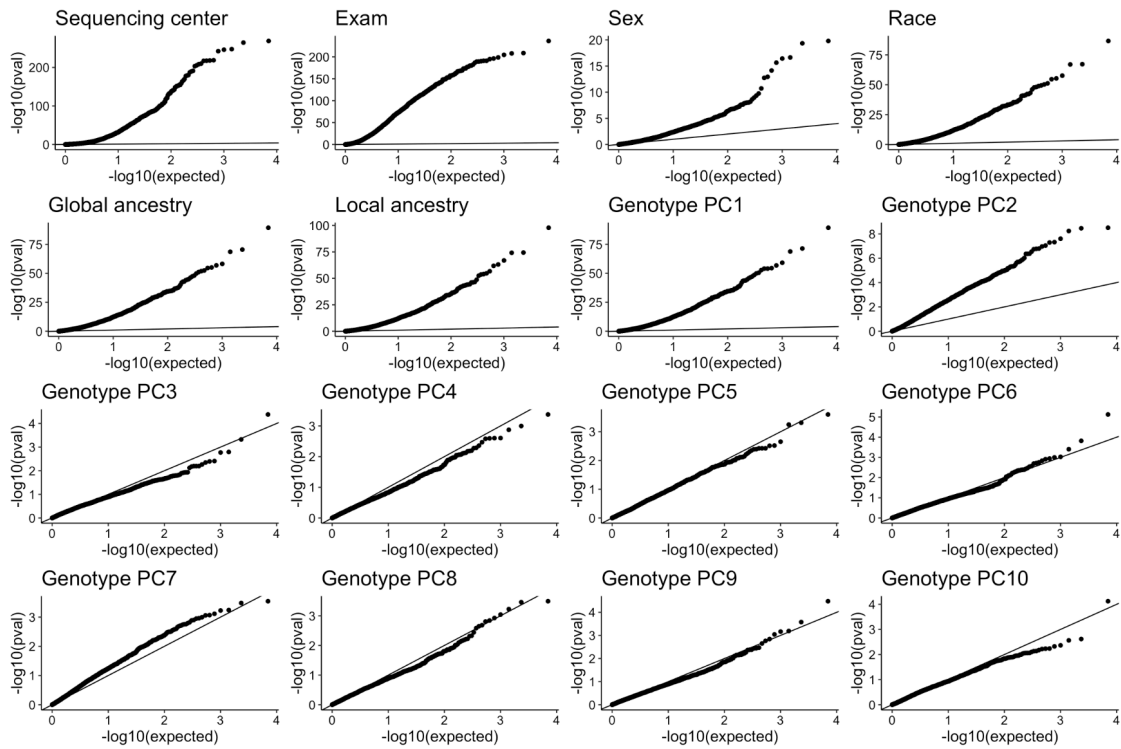 Sequencing center
-log10(pval)
200
100
0
0 1 2 3 4
-log10(expected)
Exam
-log10(pval)
200
150
100
50
0
0 1 2 3 4
-log10(expected)
Sex
-log10(pval)
20
15
10
5
0
0 1 2 3 4
-log10(expected)
Race
-log10(pval)
75
50
25
0
0 1 2 3 4
-log10(expected)
Global ancestry
-log10(pval)
75
50
25
0
0 1 2 3 4
-log10(expected)
Local ancestry
-log10(pval)
100
75
50
25
0
0 1 2 3 4
-log10(expected)
Genotype PC1
-log10(pval)
75
50
25
0
0 1 2 3 4
-log10(expected)
Genotype PC2
-log10(pval)
8
6
4
2
0
0 1 2 3 4
-log10(expected)
Genotype PC3
-log10(pval)
4
3
2
1
0
0 1 2 3 4
-log10(expected)
Genotype PC4
-log10(pval)
3
2
1
0
0 1 2 3 4
-log10(expected)
Genotype PC5
-log10(pval)
3
2
1
0
0 1 2 3 4
-log10(expected)
Genotype PC6
-log10(pval)
5
4
3
2
1
0
0 1 2 3 4
-log10(expected)
Genotype PC7
-log10(pval)
3
2
1
0
0 1 2 3 4
-log10(expected)
Genotype PC8
-log10(pval)
3
2
1
0
0 1 2 3 4
-log10(expected)
Genotype PC9
-log10(pval)
4
3
2
1
0
0 1 2 3 4
-log10(expected)
Genotype PC10
-log10(pval)
4
3
2
1
0
0 1 2 3 4
-log10(expected)